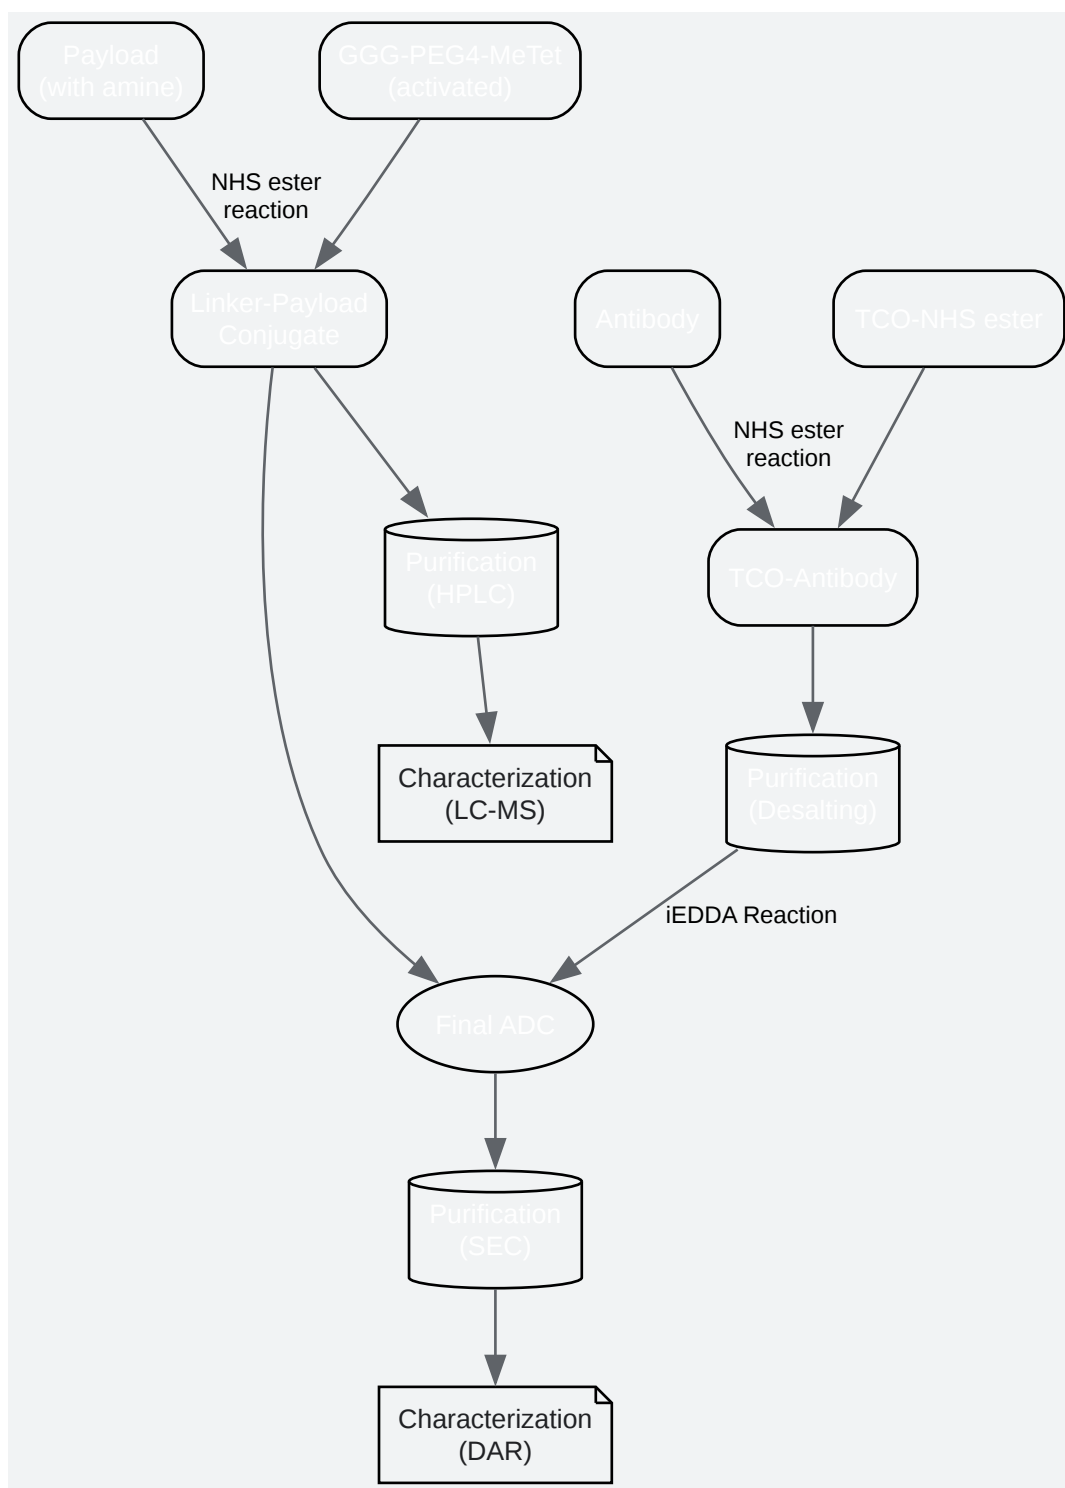 Payload
(with amine)
GGG-PEG4-MeTet
(activated)
NHS ester
reaction
Linker-Payload
Conjugate
Antibody
TCO-NHS ester
NHS ester
reaction
Purification
(HPLC)
TCO-Antibody
Characterization
(LC-MS)
Purification
(Desalting)
iEDDA Reaction
Final ADC
Purification
(SEC)
Characterization
(DAR)